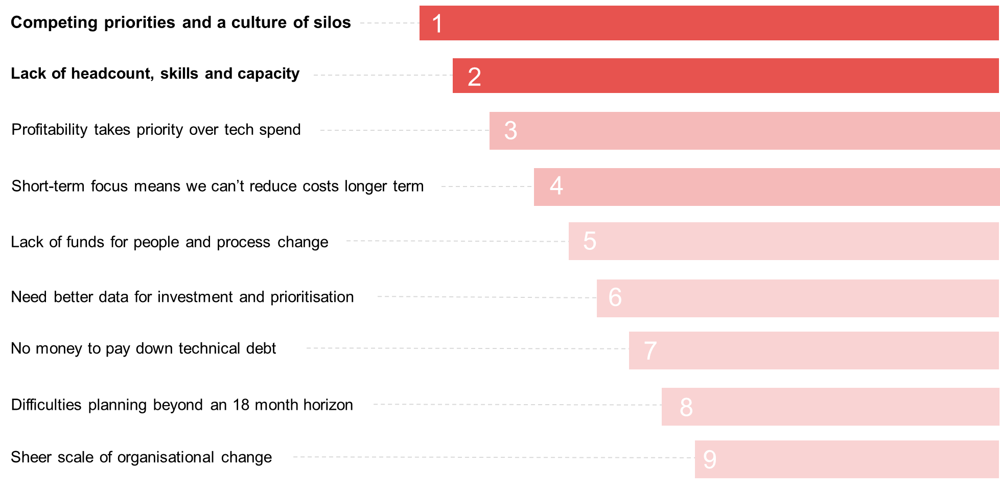 Competing priorities and a culture of silos 1
Lack of headcount, skills and capacity 2
Profitability takes priority over tech spend 3
Short-term focus means we can’t reduce costs longer term 4
Lack of funds for people and process change 5
Need better data for investment and prioritisation 6
No money to pay down technical debt 7
Difficulties planning beyond an 18 month horizon 8
Sheer scale of organisational change 9